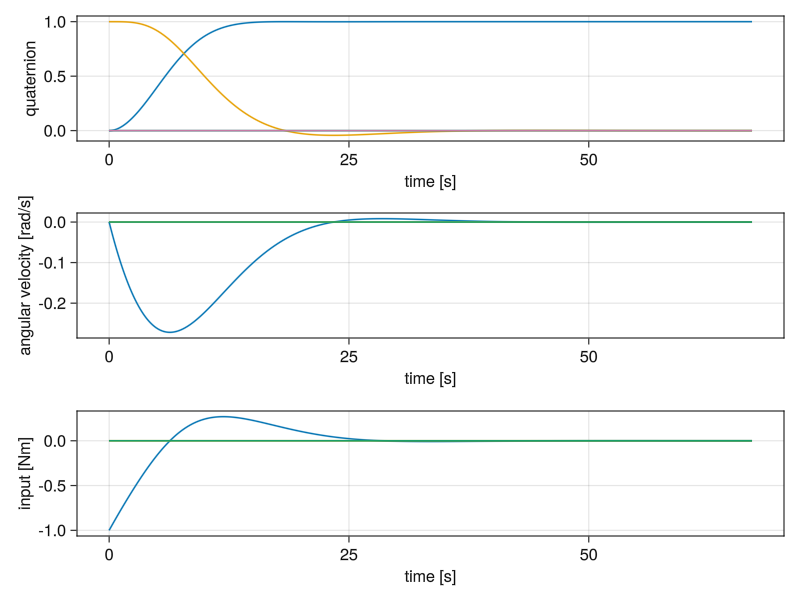 quaternion
1.0
0.5
0.0
0 25 50
time [s]
angular velocity [rad/s]
0.0
-0.1
-0.2
0 25 50
time [s]
input [Nm]
0.0
-0.5
-1.0
0 25 50
time [s]